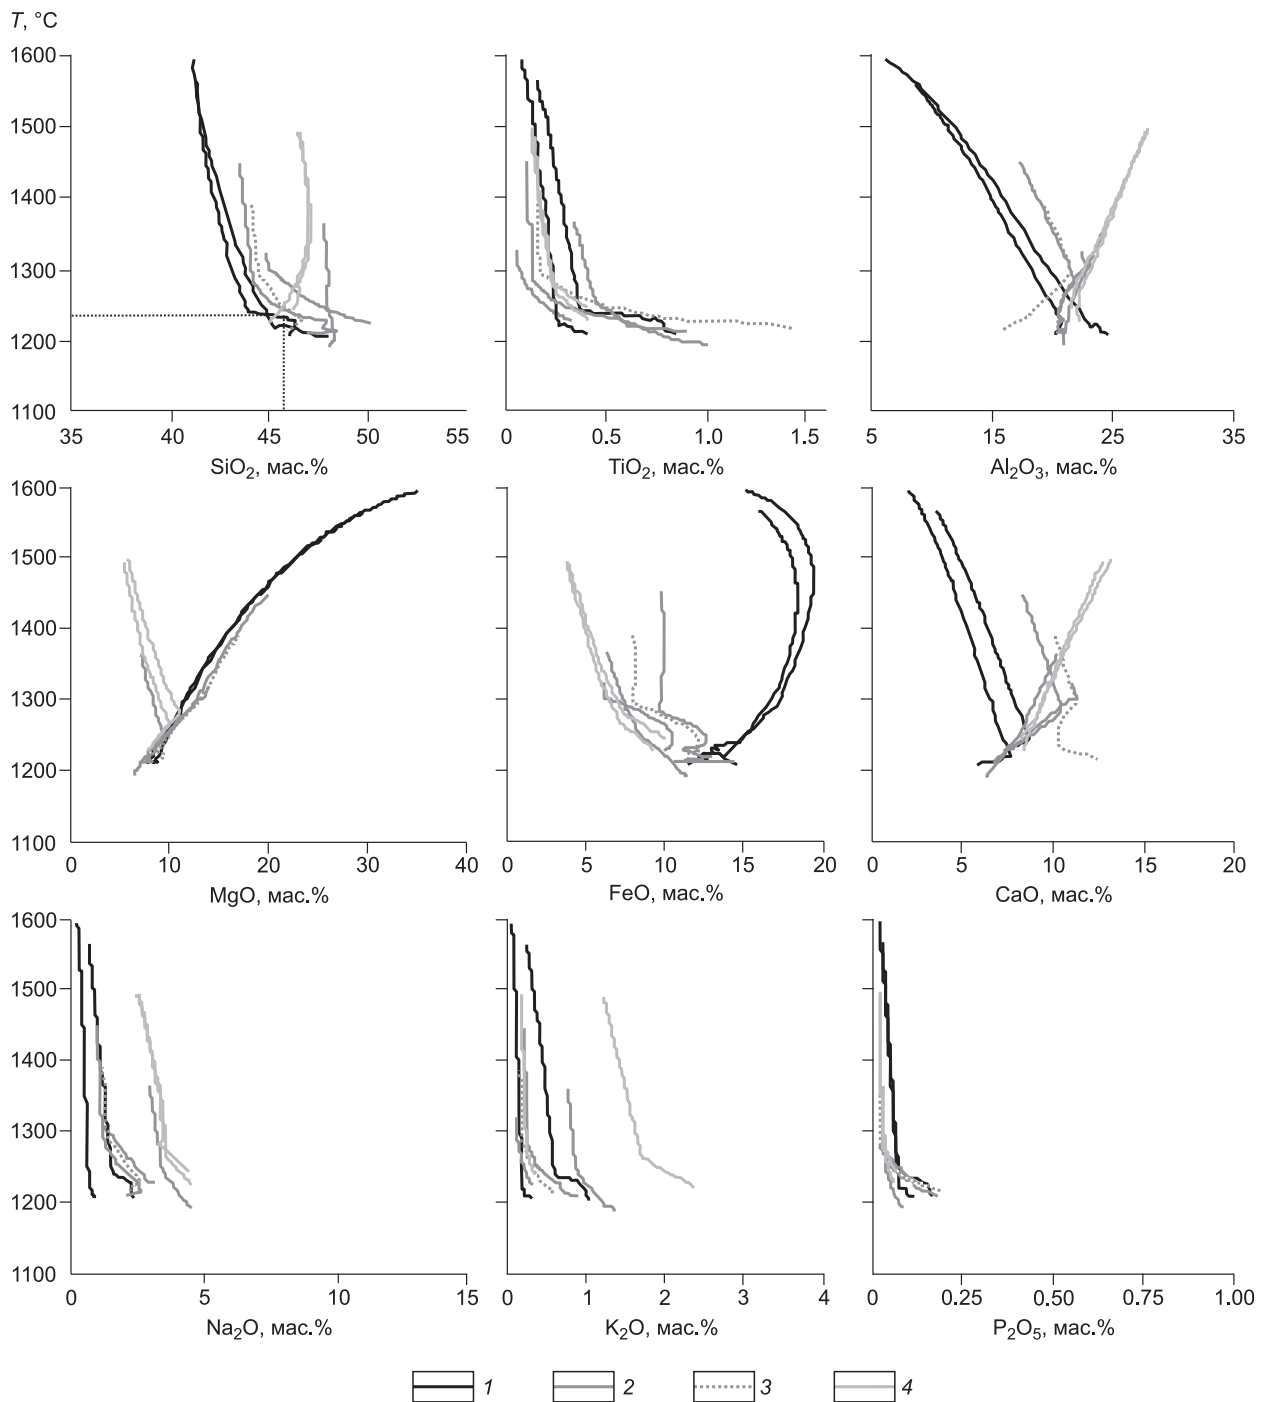 T, °C
1600
1500
1400
1300
1200
1100
35 40 45 50 55
SiO₂, мас.%
0 0.5 1.0 1.5
TiO₂, мас.%
5 15 25 35
Al₂O₃, мас.%
1600
1500
1400
1300
1200
1100
0 10 20 30 40
MgO, мас.%
0 5 10 15 20
FeO, мас.%
0 5 10 15 20
CaO, мас.%
1600
1500
1400
1300
1200
1100
0 5 10 15
Na₂O, мас.%
0 1 2 3 4
K₂O, мас.%
0 0.25 0.50 0.75 1.00
P₂O₅, мас.%
1 2 3 4